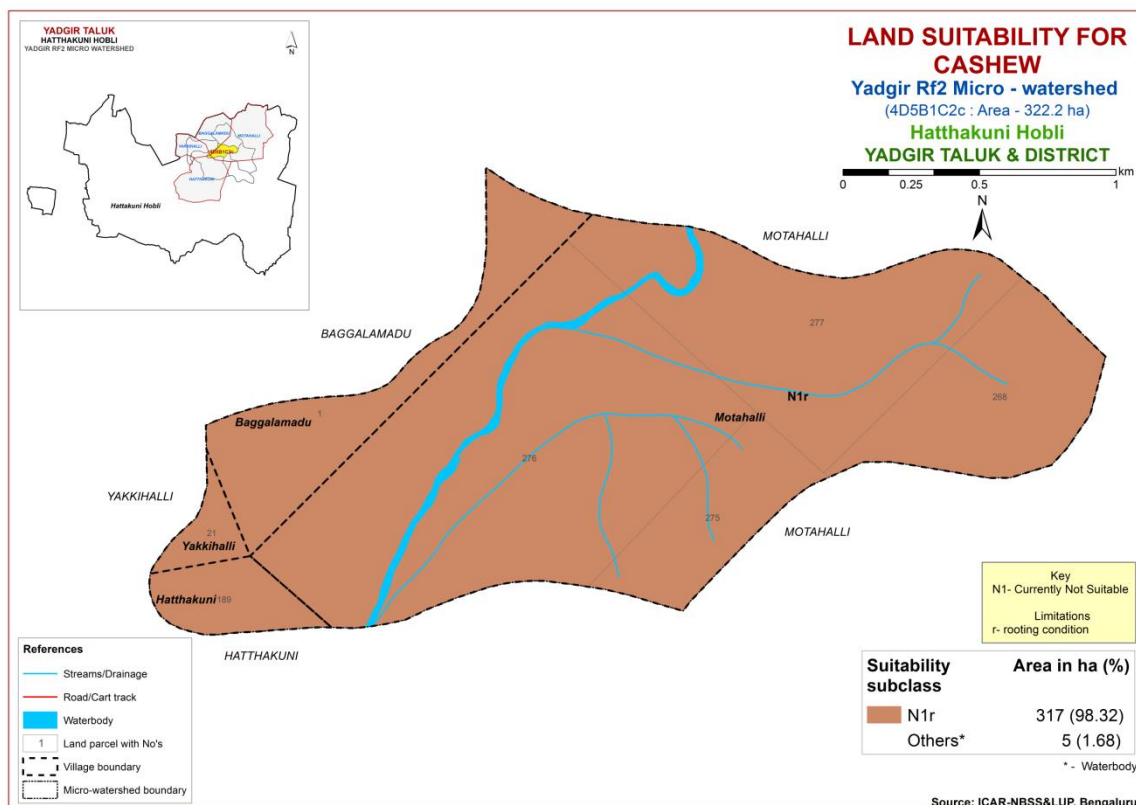 YADGIR TALUK
HATTHAKUNI HOBLI
YADGIR RF2 MICRO WATERSHED
N
BAGGALAMADU
MOTAHALLI
HATTHAKUNI
Hattakuni Hobli
LAND SUITABILITY FOR
CASHEW
Yadgir Rf2 Micro - watershed
(4D5B1C2c : Area - 322.2 ha)
Hatthakuni Hobli
YADGIR TALUK & DISTRICT
km
0 0.25 0.5 1
N
MOTAHALLI
BAGGALAMADU
277
N1r
268
Baggalamadu
1
Motahalli
276
YAKKIHALLI
275
MOTAHALLI
21
Yakkihalli
Hatthakuni
189
HATTHAKUNI
Key
N1- Currently Not Suitable
Limitations
r- rooting condition
References
Streams/Drainage
Road/Cart track
Waterbody
1 Land parcel with No's
Village boundary
Micro-watershed boundary
Suitability subclass Area in ha (%)
N1r 317 (98.32)
Others* 5 (1.68)
* - Waterbody
Source: ICAR-NBSS&LUP, Bengaluru